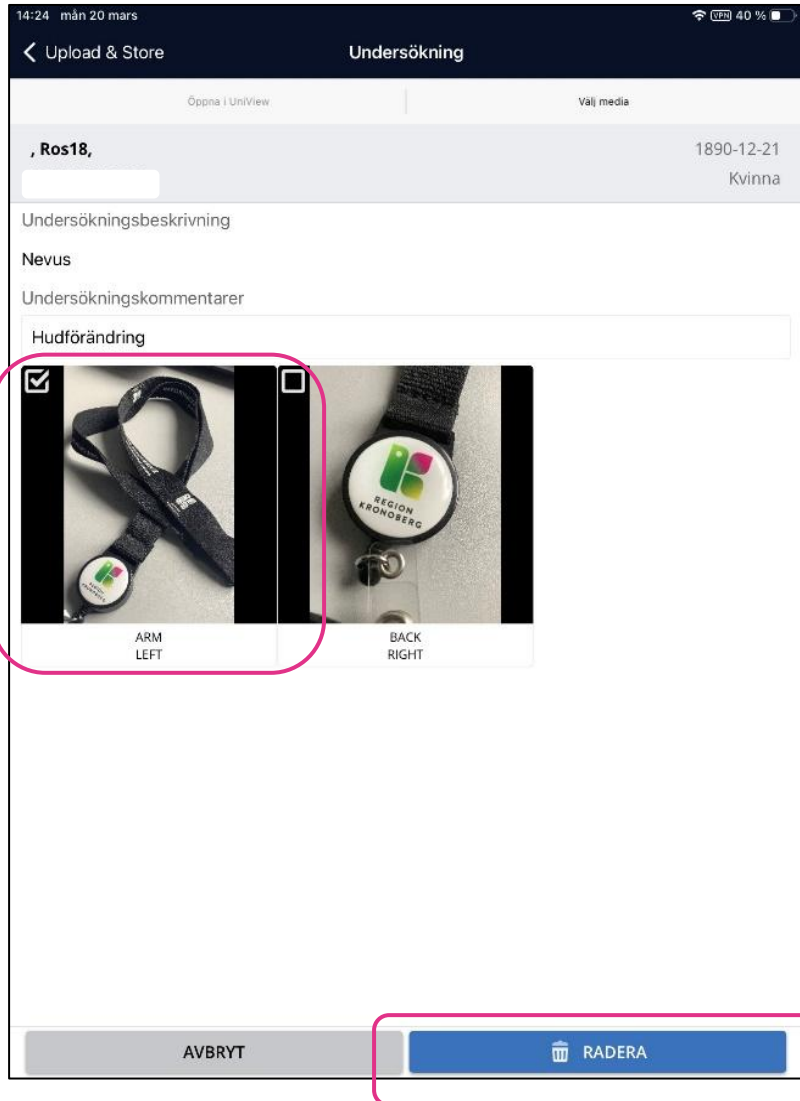 14:24 mån 20 mars
VPN 40 %
Upload & Store
Undersökning
Öppna i UniView
Välj media
, Ros18,
1890-12-21
Kvinna
Undersökningsbeskrivning
Nevus
Undersökningskommentarer
Hudförändring
REGION
KRONOBERG
ARM
LEFT
BACK
RIGHT
AVBRYT
RADERA